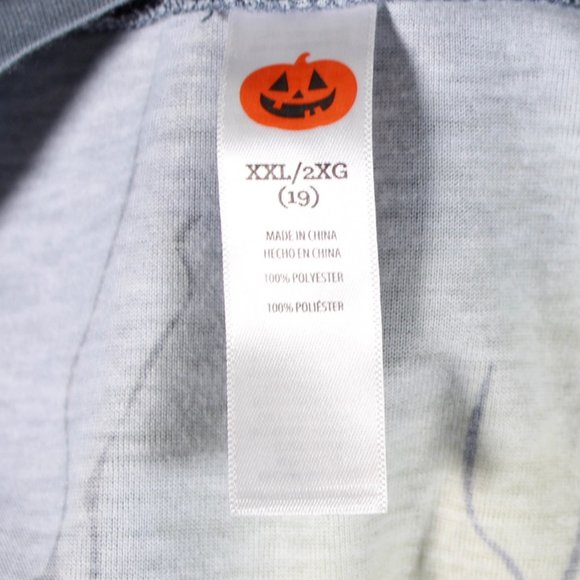 XXL/2XG
(19)
MADE IN CHINA
HECHO EN CHINA
100% POLYESTER
100% POLIÉSTER